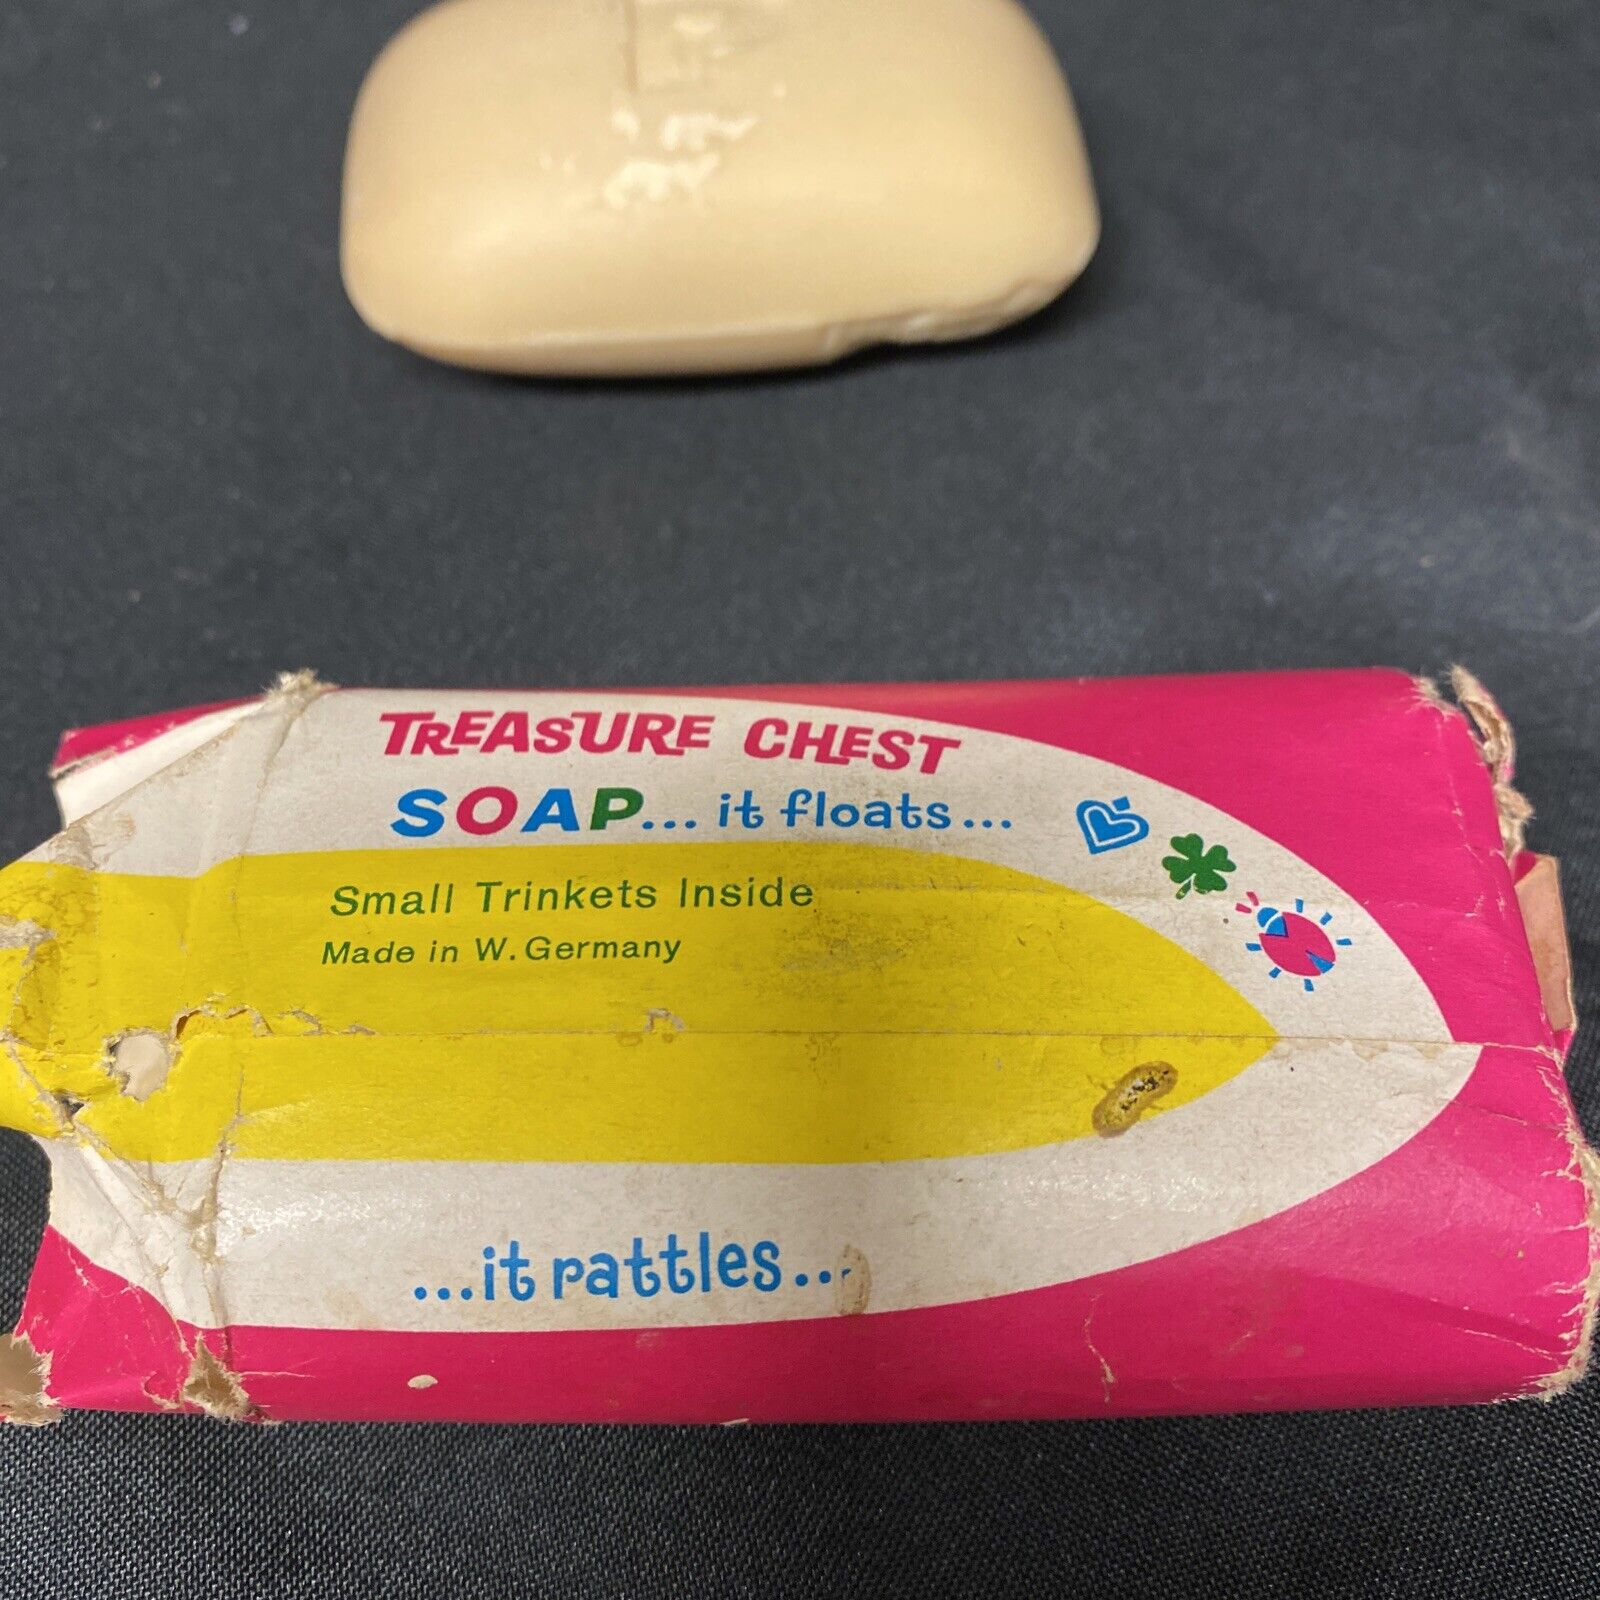 TREASURE CHEST
SOAP... it floats...
Small Trinkets Inside
Made in W. Germany
...it rattles...